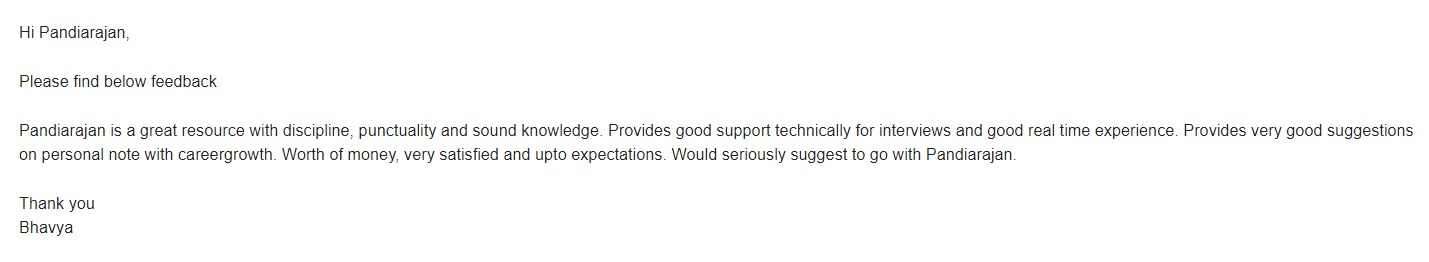 Hi Pandiarajan,
Please find below feedback
Pandiarajan is a great resource with discipline, punctuality and sound knowledge. Provides good support technically for interviews and good real time experience. Provides very good suggestions
on personal note with careergrowth. Worth of money, very satisfied and upto expectations. Would seriously suggest to go with Pandiarajan.
Thank you
Bhavya